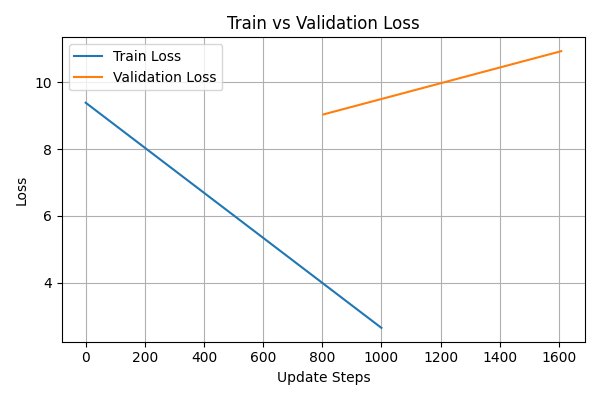 Train vs Validation Loss
Train Loss
Validation Loss
Loss
10
8
6
4
0 200 400 600 800 1000 1200 1400 1600
Update Steps